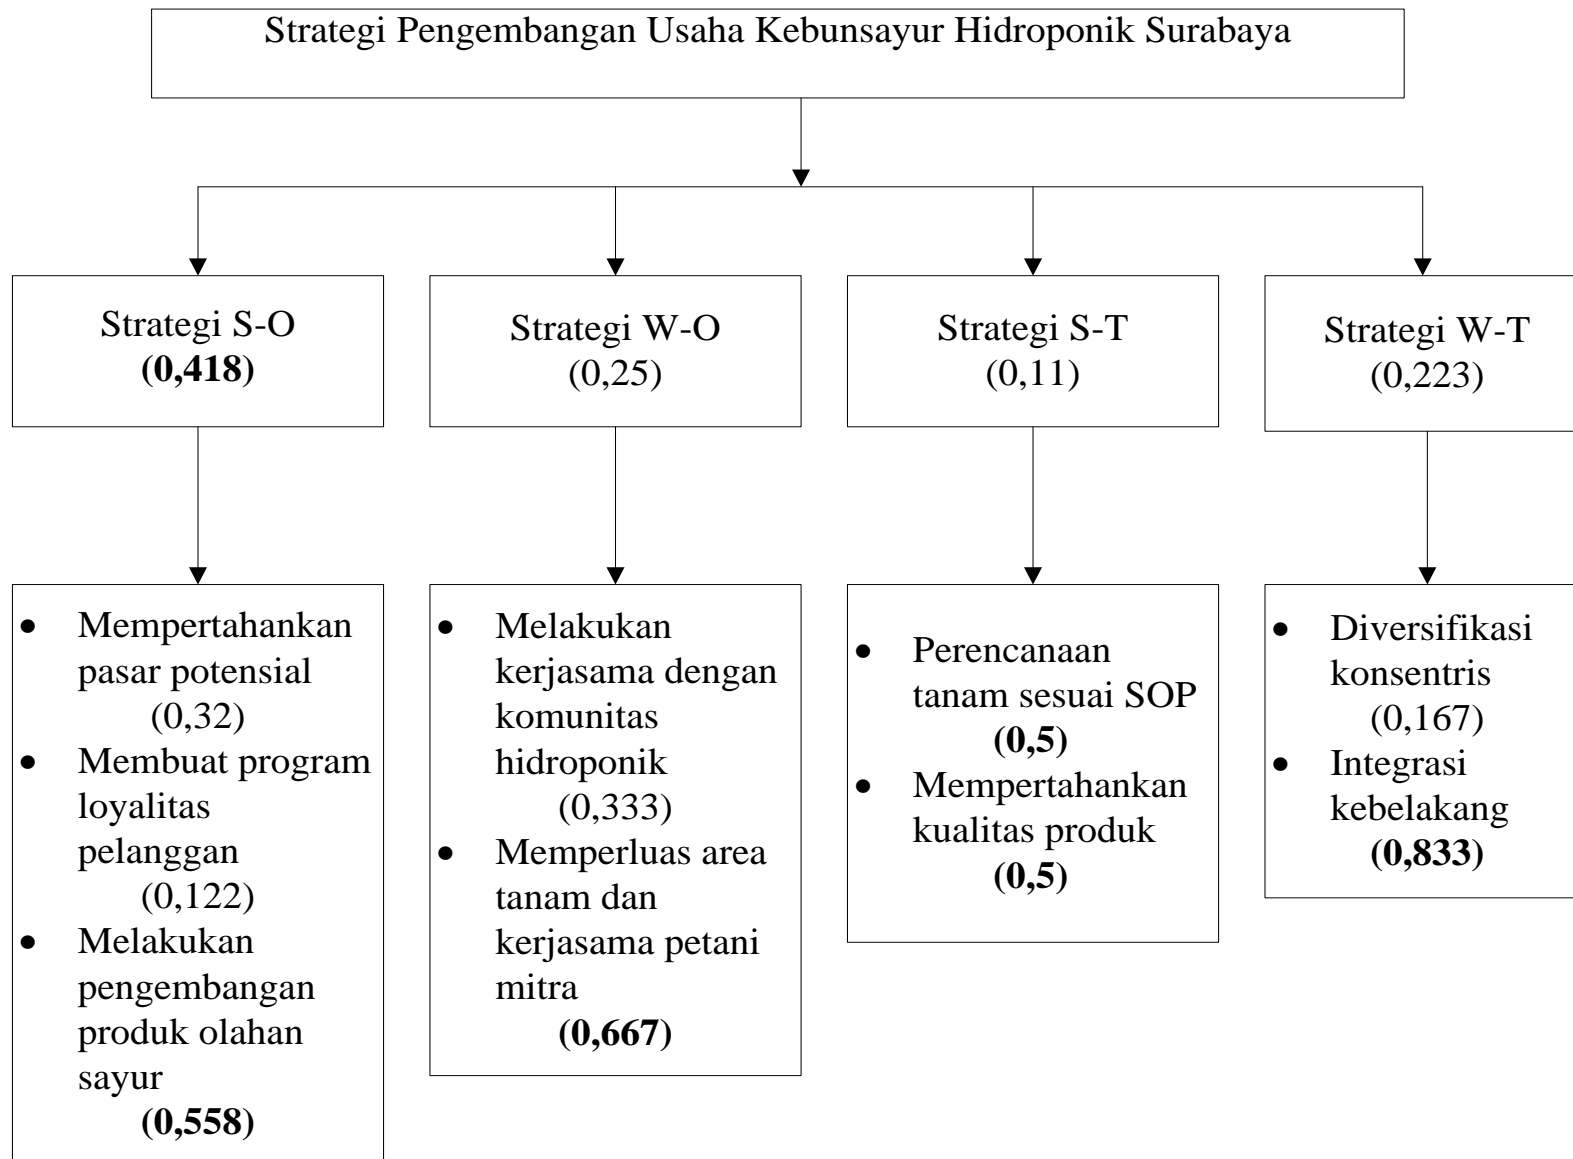 Strategi Pengembangan Usaha Kebunsayur Hidroponik Surabaya
Strategi S-O
(0,418)
Strategi W-O
(0,25)
Strategi S-T
(0,11)
Strategi W-T
(0,223)
• Mempertahankan
pasar potensial
(0,32)
• Membuat program
loyalitas
pelanggan
(0,122)
• Melakukan
pengembangan
produk olahan
sayur
(0,558)
• Melakukan
kerjasama dengan
komunitas
hidroponik
(0,333)
• Memperluas area
tanam dan
kerjasama petani
mitra
(0,667)
• Perencanaan
tanam sesuai SOP
(0,5)
• Mempertahankan
kualitas produk
(0,5)
• Diversifikasi
konsentris
(0,167)
• Integrasi
kebelakang
(0,833)